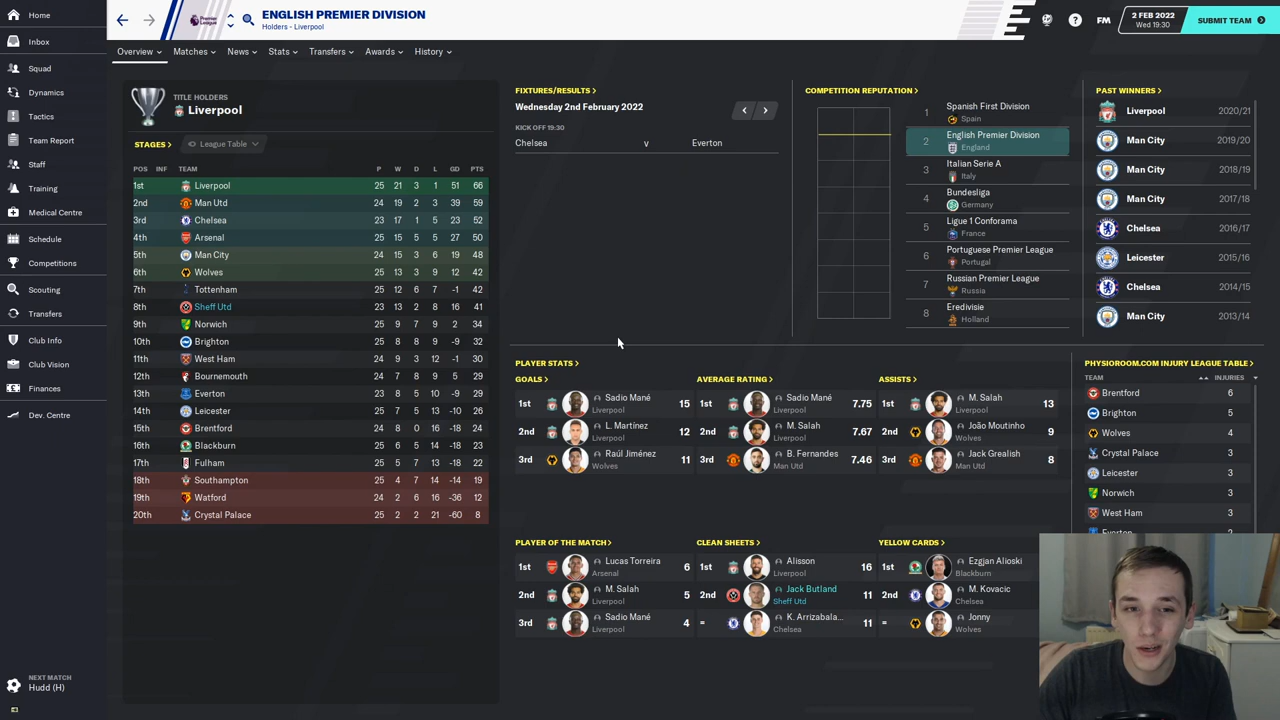 Home
Inbox
Squad
Dynamics
Tactics
Team Report
Staff
Training
Medical Centre
Schedule
Competitions
Scouting
Transfers
Club Info
Club Vision
Finances
Dev. Centre
NEXT MATCH
Hudd (H)
Premier League
ENGLISH PREMIER DIVISION
Holders - Liverpool
? FM
2 FEB 2022
Wed 19:30
SUBMIT TEAM
Overview Matches News Stats Transfers Awards History
TITLE HOLDERS
Liverpool
STAGES > League Table
POS INF TEAM P W D L GD PTS
1st Liverpool 25 21 3 1 51 66
2nd Man Utd 24 19 2 3 39 59
3rd Chelsea 23 17 1 5 23 52
4th Arsenal 25 15 5 5 27 50
5th Man City 24 15 3 6 19 48
6th Wolves 25 13 3 9 12 42
7th Tottenham 25 12 6 7 -1 42
8th Sheff Utd 23 13 2 8 16 41
9th Norwich 25 9 7 9 2 34
10th Brighton 25 8 8 9 -9 32
11th West Ham 24 9 3 12 -1 30
12th Bournemouth 24 7 8 9 5 29
13th Everton 23 8 5 10 -9 29
14th Leicester 25 7 5 13 -10 26
15th Brentford 24 8 0 16 -18 24
16th Blackburn 25 6 5 14 -18 23
17th Fulham 25 5 7 13 -18 22
18th Southampton 25 4 7 14 -14 19
19th Watford 24 2 6 16 -36 12
20th Crystal Palace 25 2 2 21 -60 8
FIXTURES/RESULTS >
Wednesday 2nd February 2022
KICK OFF 19:30
Chelsea v Everton
COMPETITION REPUTATION >
1 Spanish First Division
Spain
2 English Premier Division
England
3 Italian Serie A
Italy
4 Bundesliga
Germany
5 Ligue 1 Conforama
France
6 Portuguese Premier League
Portugal
7 Russian Premier League
Russia
8 Eredivisie
Holland
PAST WINNERS >
Liverpool 2020/21
Man City 2019/20
Man City 2018/19
Man City 2017/18
Chelsea 2016/17
Leicester 2015/16
Chelsea 2014/15
Man City 2013/14
PLAYER STATS >
GOALS >
1st Sadio Mané 15
Liverpool
2nd L. Martínez 12
Liverpool
3rd Raúl Jiménez 11
Wolves
AVERAGE RATING >
1st Sadio Mané 7.75
Liverpool
2nd M. Salah 7.67
Liverpool
3rd B. Fernandes 7.46
Man Utd
ASSISTS >
1st M. Salah 13
Liverpool
2nd João Moutinho 9
Wolves
3rd Jack Grealish 8
Man Utd
PHYSIOROOM.COM INJURY LEAGUE TABLE >
TEAM INJURIES
Brentford 6
Brighton 5
Wolves 4
Crystal Palace 3
Leicester 3
Norwich 3
West Ham 3
PLAYER OF THE MATCH >
1st Lucas Torreira 6
Arsenal
2nd M. Salah 5
Liverpool
3rd Sadio Mané 4
Liverpool
CLEAN SHEETS >
1st Alisson 16
Liverpool
2nd Jack Butland 11
Sheff Utd
= K. Arrizabala... 11
Chelsea
YELLOW CARDS >
1st Ezgjan Alioski
Blackburn
2nd M. Kovacic
Chelsea
= Jonny
Wolves